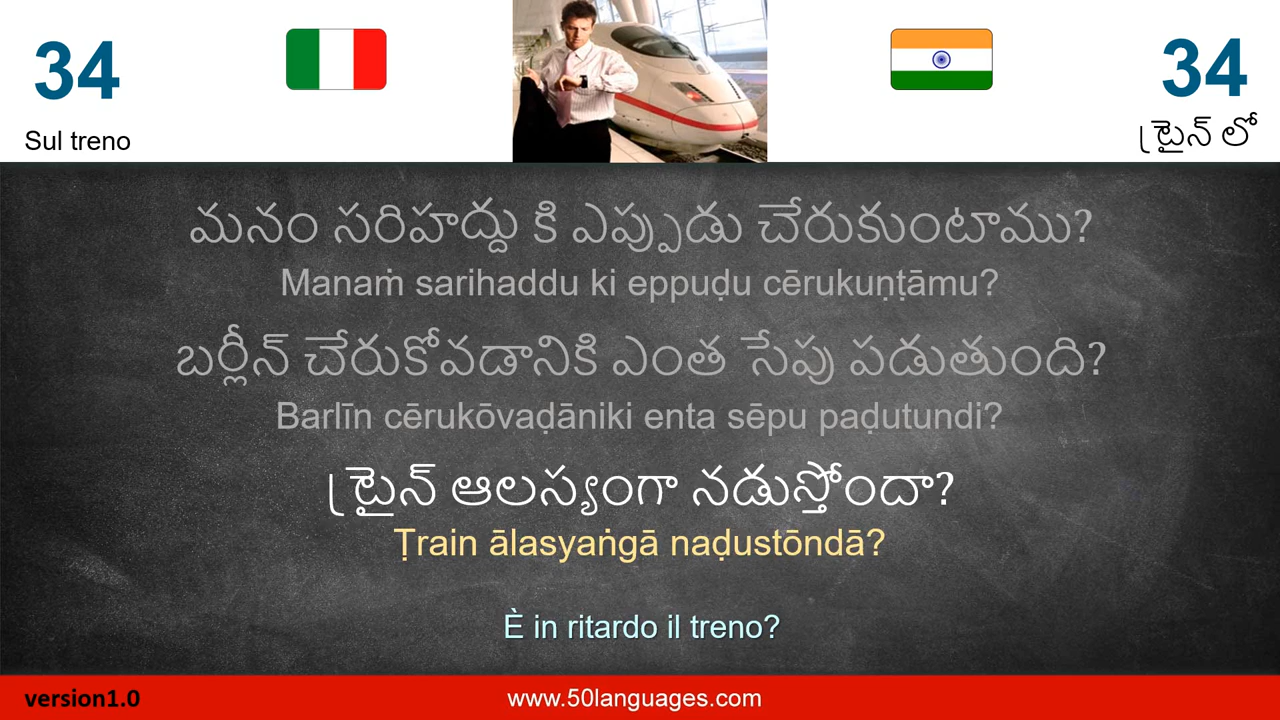 34
34
Sul treno
ట్రైన్ లో
మనం సరిహద్దు కి ఎప్పుడు చేరుకుంటాము?
Manaṁ sarihaddu ki eppuḍu cērukuṇṭāmu?
బర్లీన్ చేరుకోవడానికి ఎంత సేపు పడుతుంది?
Barlīn cērukōvaḍāniki enta sēpu paḍutundi?
ట్రైన్ ఆలస్యంగా నడుస్తోందా?
Ṭrain ālasyaṅgā naḍustōndā?
È in ritardo il treno?
version1.0
www.50languages.com